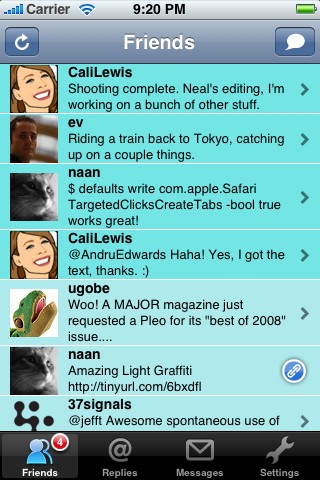 Carrier 9:20 PM
Friends
CaliLewis
Shooting complete. Neal's editing, I'm
working on a bunch of other stuff.
ev
Riding a train back to Tokyo, catching
up on a couple things.
naan
$ defaults write com.apple.Safari
TargetedClicksCreateTabs -bool true
works great!
CaliLewis
@AndruEdwards Haha! Yes, I got the
text, thanks. :)
ugobe
Woo! A MAJOR magazine just
requested a Pleo for its "best of 2008"
issue....
naan
Amazing Light Graffiti
http://tinyurl.com/6bxdfl
37signals
@jefft Awesome spontaneous use of
4
@
Friends Replies Messages Settings